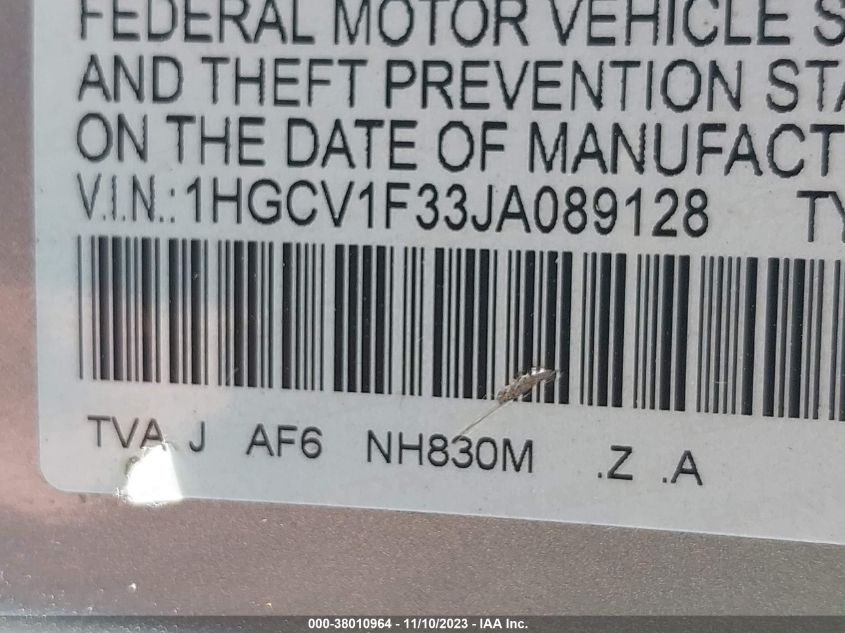 FEDERAL MOTOR VEHICLE S
AND THEFT PREVENTION STA
ON THE DATE OF MANUFACT
V.I.N.: 1HGCV1F33JA089128 TY
TVA J AF6 NH830M .Z .A
000-38010964 — 11/10/2023 — IAA Inc.